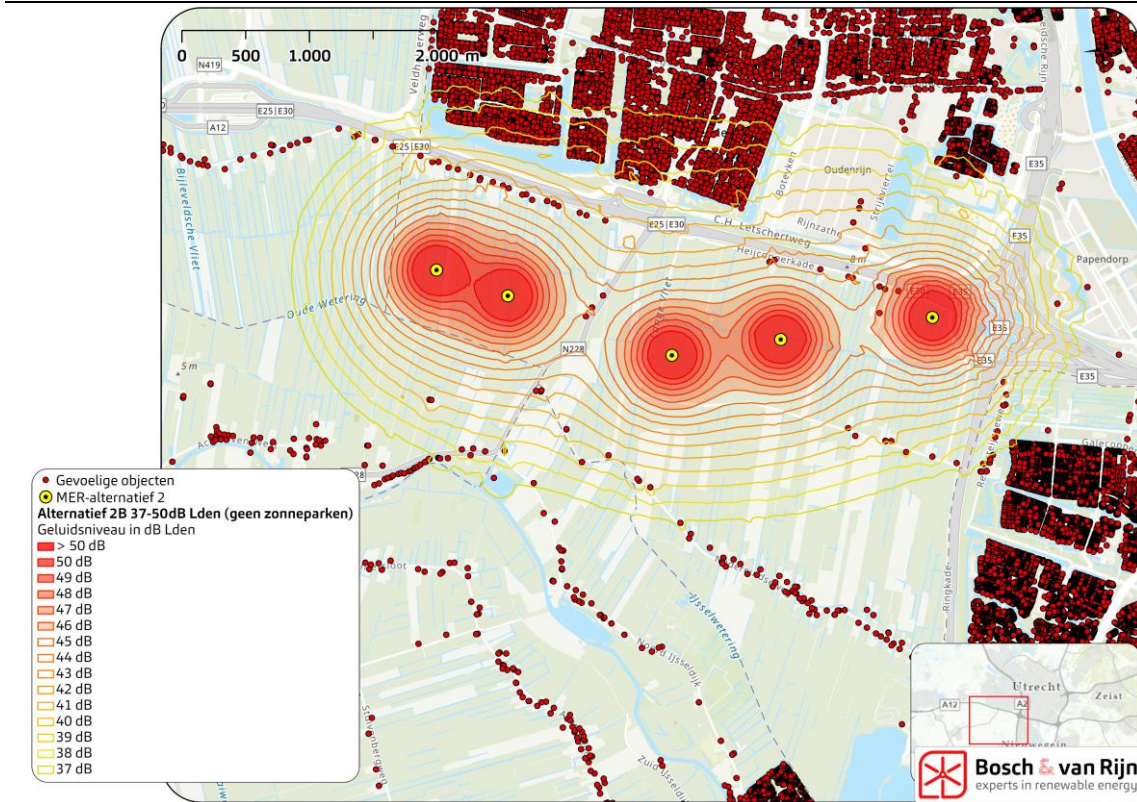 0 500 1.000 2.000 m
N419
E25|E30
A12
E25|E30
Bijleveldsche Vliet
Oude Wetering
5 m
Boteyken
Oudenrijn
Strijkviertel
E35
E25|E30
C.H. Letschertweg
Rijnzathe
Heijcopperkade
8 m
E35
Papendorp
E35
N228
E35
E35
Galecopper
Ringkade
IJsselwetering
Noord IJsseldijk
Zuid IJsseldijk
Gevoelige objecten
MER-alternatief 2
Alternatief 2B 37-50dB Lden (geen zonneparken)
Geluidsniveau in dB Lden
> 50 dB
50 dB
49 dB
48 dB
47 dB
46 dB
45 dB
44 dB
43 dB
42 dB
41 dB
40 dB
39 dB
38 dB
37 dB
Utrecht
Zeist
A12
A2
Nieuwegein
Bosch & van Rijn
experts in renewable energy